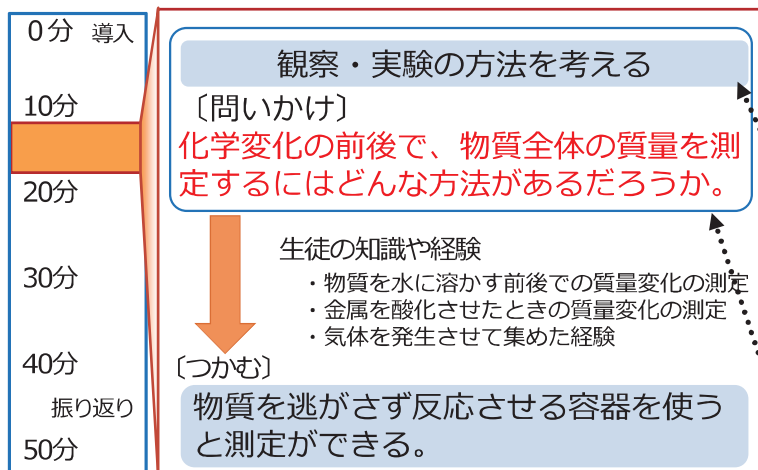 0分 導入
10分
20分
30分
40分
振り返り
50分
観察・実験の方法を考える
〔問いかけ〕
化学変化の前後で、物質全体の質量を測
定するにはどんな方法があるだろうか。
生徒の知識や経験
・物質を水に溶かす前後での質量変化の測定
・金属を酸化させたときの質量変化の測定
・気体を発生させて集めた経験
〔つかむ〕
物質を逃がさず反応させる容器を使う
と測定ができる。